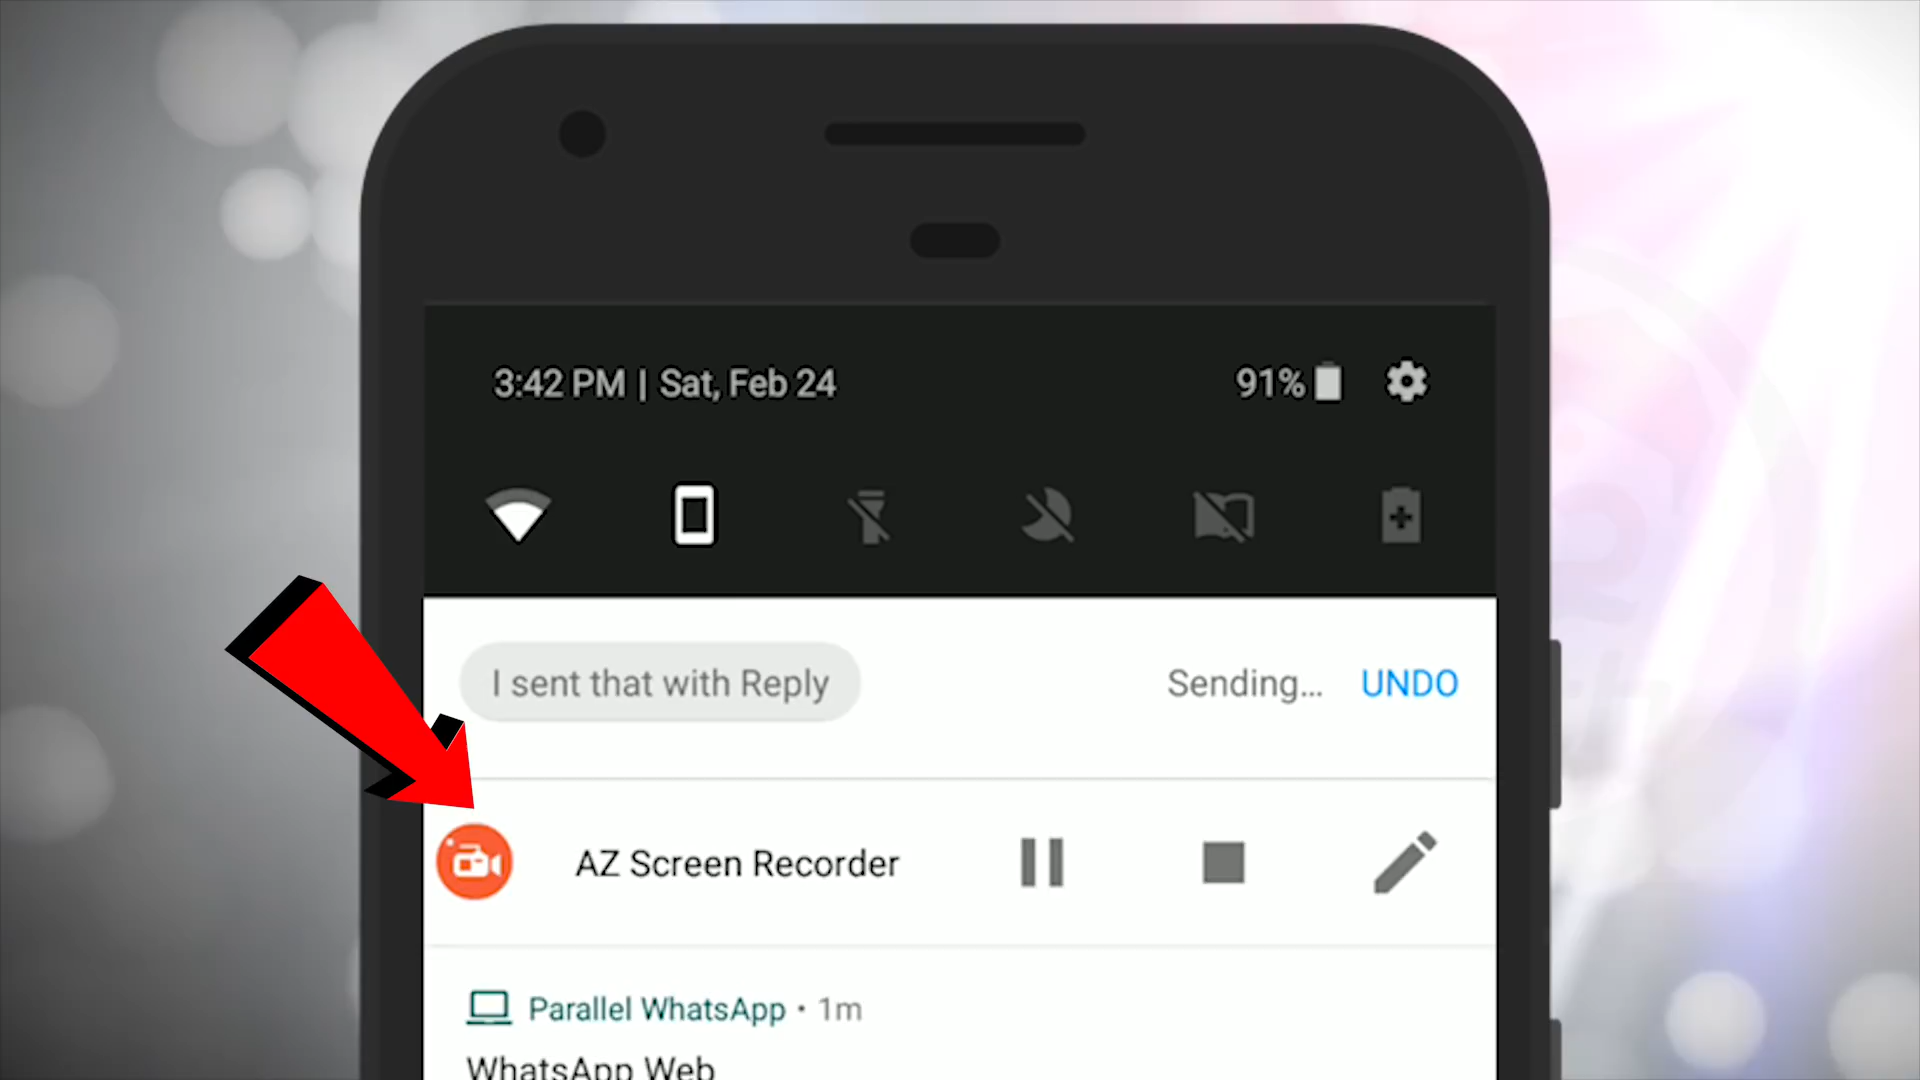 3:42 PM | Sat, Feb 24
91%
I sent that with Reply
Sending...
UNDO
AZ Screen Recorder
Parallel WhatsApp • 1m
WhatsApp Web